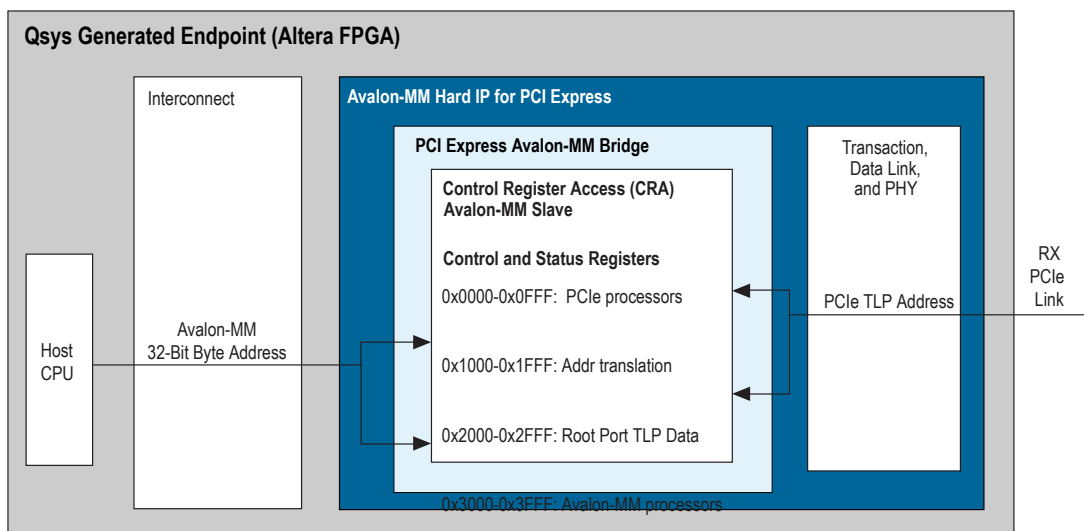 Qsys Generated Endpoint (Altera FPGA)
Interconnect
Avalon-MM Hard IP for PCI Express
PCI Express Avalon-MM Bridge
Control Register Access (CRA)
Avalon-MM Slave
Control and Status Registers
0x0000-0x0FFF: PCIe processors
0x1000-0x1FFF: Addr translation
0x2000-0x2FFF: Root Port TLP Data
0x3000-0x3FFF: Avalon-MM processors
Transaction,
Data Link,
and PHY
PCIe TLP Address
RX
PCIe
Link
Host
CPU
Avalon-MM
32-Bit Byte Address